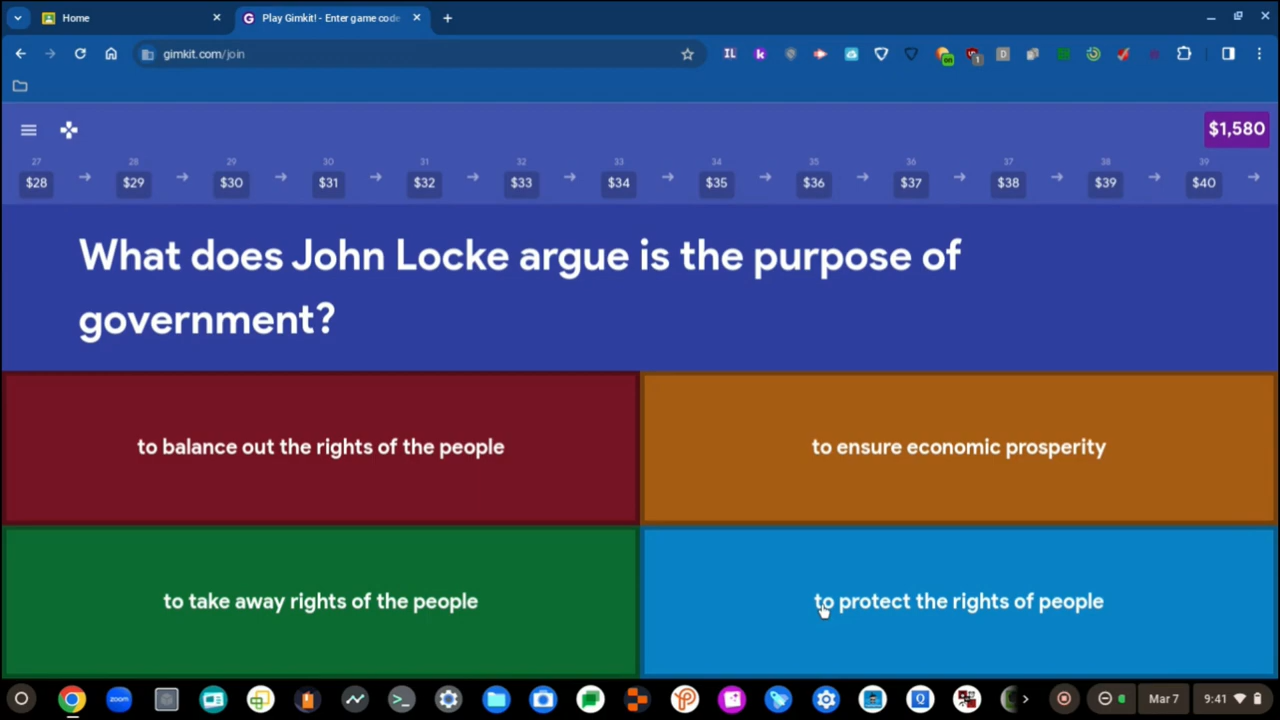 Home
Play Gimkit! - Enter game code
gimkit.com/join
$1,580
27 28 29 30 31 32 33 34 35 36 37 38 39
$28 $29 $30 $31 $32 $33 $34 $35 $36 $37 $38 $39 $40
What does John Locke argue is the purpose of
government?
to balance out the rights of the people
to ensure economic prosperity
to take away rights of the people
to protect the rights of people
zoom
Mar 7
9:41